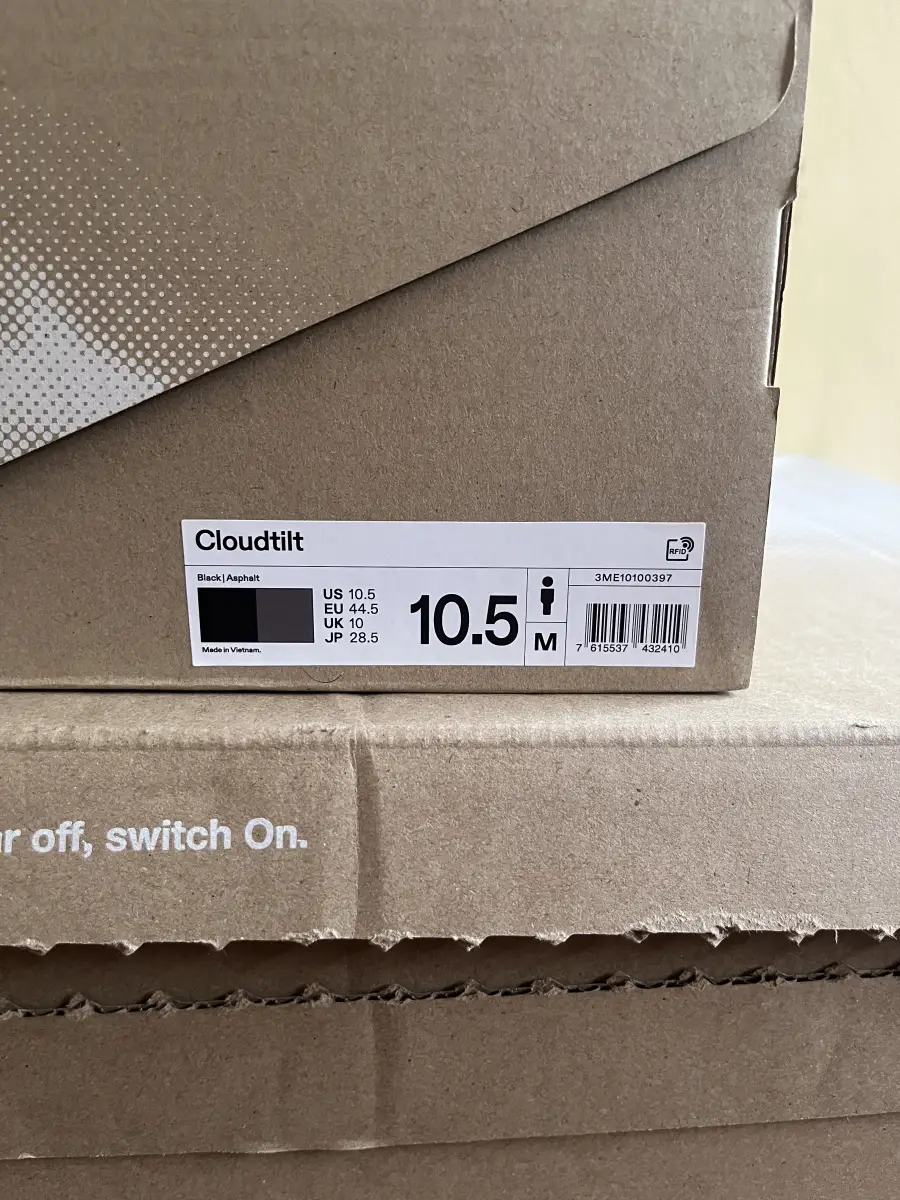 Cloudtilt
RFID
Black | Asphalt
US 10.5
EU 44.5
UK 10
JP 28.5
10.5
M
Made in Vietnam.
3ME10100397
7 615537 432410
off, switch On.